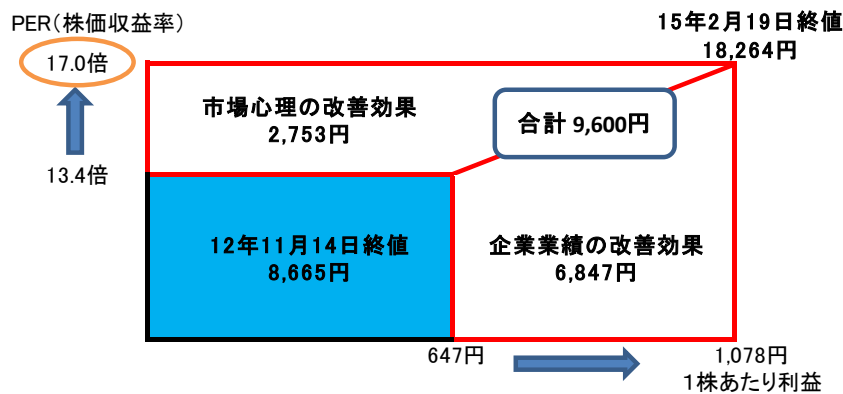 PER（株価収益率）
17.0倍
13.4倍
15年2月19日終値
18,264円
市場心理の改善効果
2,753円
合計 9,600円
12年11月14日終値
8,665円
企業業績の改善効果
6,847円
647円
1,078円
１株あたり利益